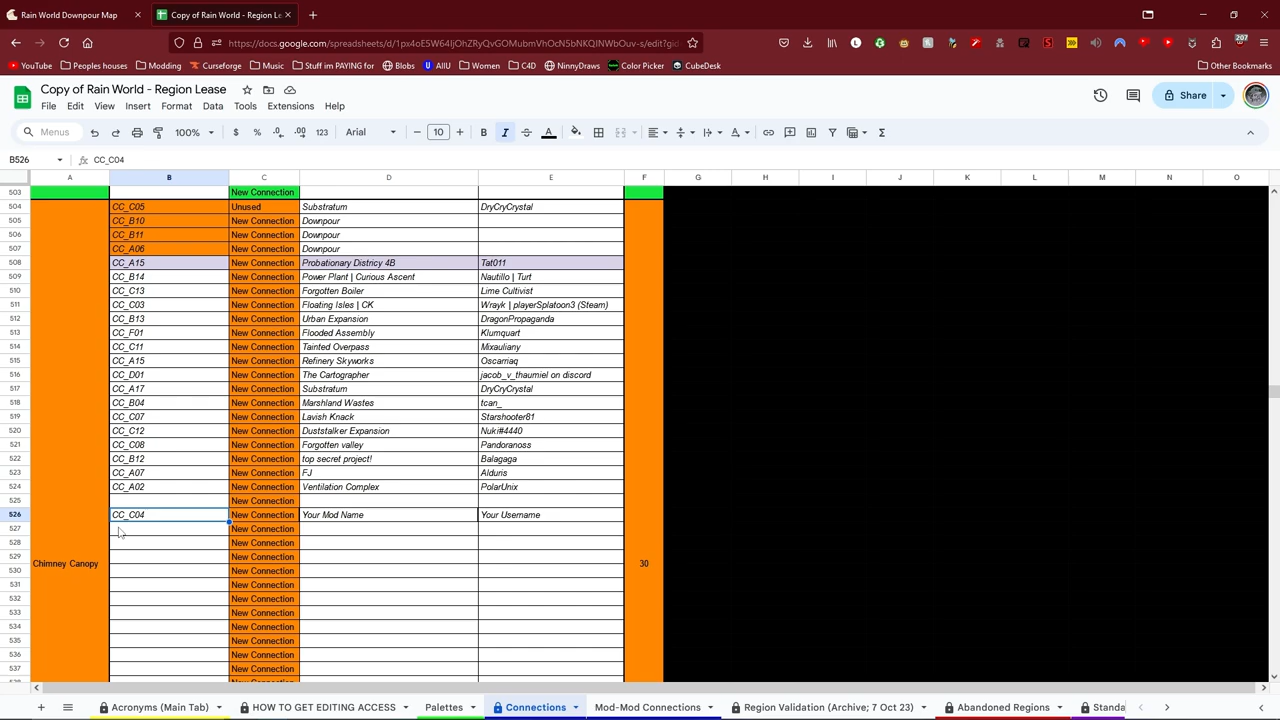 Rain World Downpour Map
Copy of Rain World - Region Le
https://docs.google.com/spreadsheets/d/1px4oE5W64IjOhZRyQvGOMubmVhOcN5bNKQINWbOuv-s/edit?gid
YouTube Peoples house Modding Curseforge Music Stuff im PAYING for Blobs AllU Women C4D NinnyDraws Color Picker CubeDesk 207 Other Bookmarks
Copy of Rain World - Region Lease
File Edit View Insert Format Data Tools Extensions Help
Share
Menus 100% $ % .0 .00 123 Arial 10 B I A
B526 fx CC_C04
A B C D E F G H I J K L M N O
503 New Connection
504 CC_C05 Unused Substratum DryCryCrystal
505 CC_B10 New Connection Downpour
506 CC_B11 New Connection Downpour
507 CC_A06 New Connection Downpour
508 CC_A15 New Connection Probationary Districy 4B Tat011
509 CC_B14 New Connection Power Plant | Curious Ascent Nautillo | Turt
510 CC_C13 New Connection Forgotten Boiler Lime Cultivist
511 CC_C03 New Connection Floating Isles | CK Wrayk | playerSplatoon3 (Steam)
512 CC_B13 New Connection Urban Expansion DragonPropaganda
513 CC_F01 New Connection Flooded Assembly Klumquart
514 CC_C11 New Connection Tainted Overpass Mixauliany
515 CC_A15 New Connection Refinery Skyworks Oscarriaq
516 CC_D01 New Connection The Cartographer jacob_v_thaumiel on discord
517 CC_A17 New Connection Substratum DryCryCrystal
518 CC_B04 New Connection Marshland Wastes tcan_
519 CC_C07 New Connection Lavish Knack Starshooter81
520 CC_C12 New Connection Duststalker Expansion Nuki#4440
521 CC_C08 New Connection Forgotten valley Pandoranoss
522 CC_B12 New Connection top secret project! Balagaga
523 CC_A07 New Connection FJ Alduris
524 CC_A02 New Connection Ventilation Complex PolarUnix
525 New Connection
526 CC_C04 New Connection Your Mod Name Your Username
527 New Connection
528 New Connection
529 New Connection
Chimney Canopy 30
530 New Connection
531 New Connection
532 New Connection
533 New Connection
534 New Connection
535 New Connection
536 New Connection
537 New Connection
New Connection
Acronyms (Main Tab) HOW TO GET EDITING ACCESS Palettes Connections Mod-Mod Connections Region Validation (Archive; 7 Oct 23) Abandoned Regions Standa